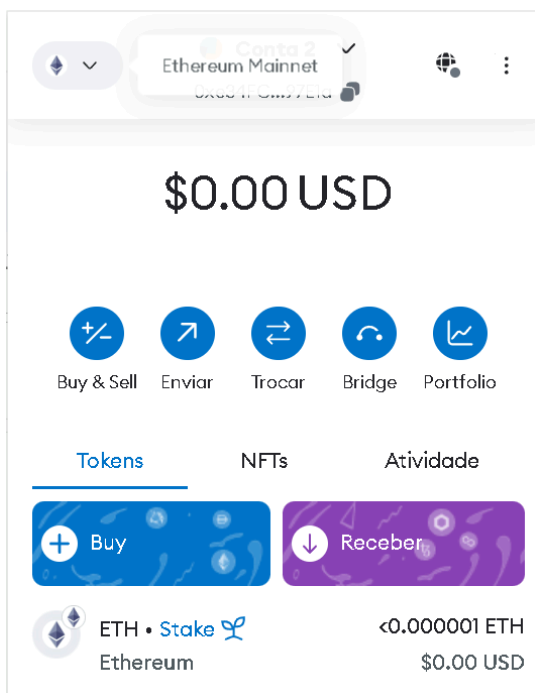 Conta 2
Ethereum Mainnet
$0.00 USD
Buy & Sell
Enviar
Trocar
Bridge
Portfolio
Tokens
NFTs
Atividade
Buy
Receber
ETH • Stake
<0.000001 ETH
Ethereum
$0.00 USD